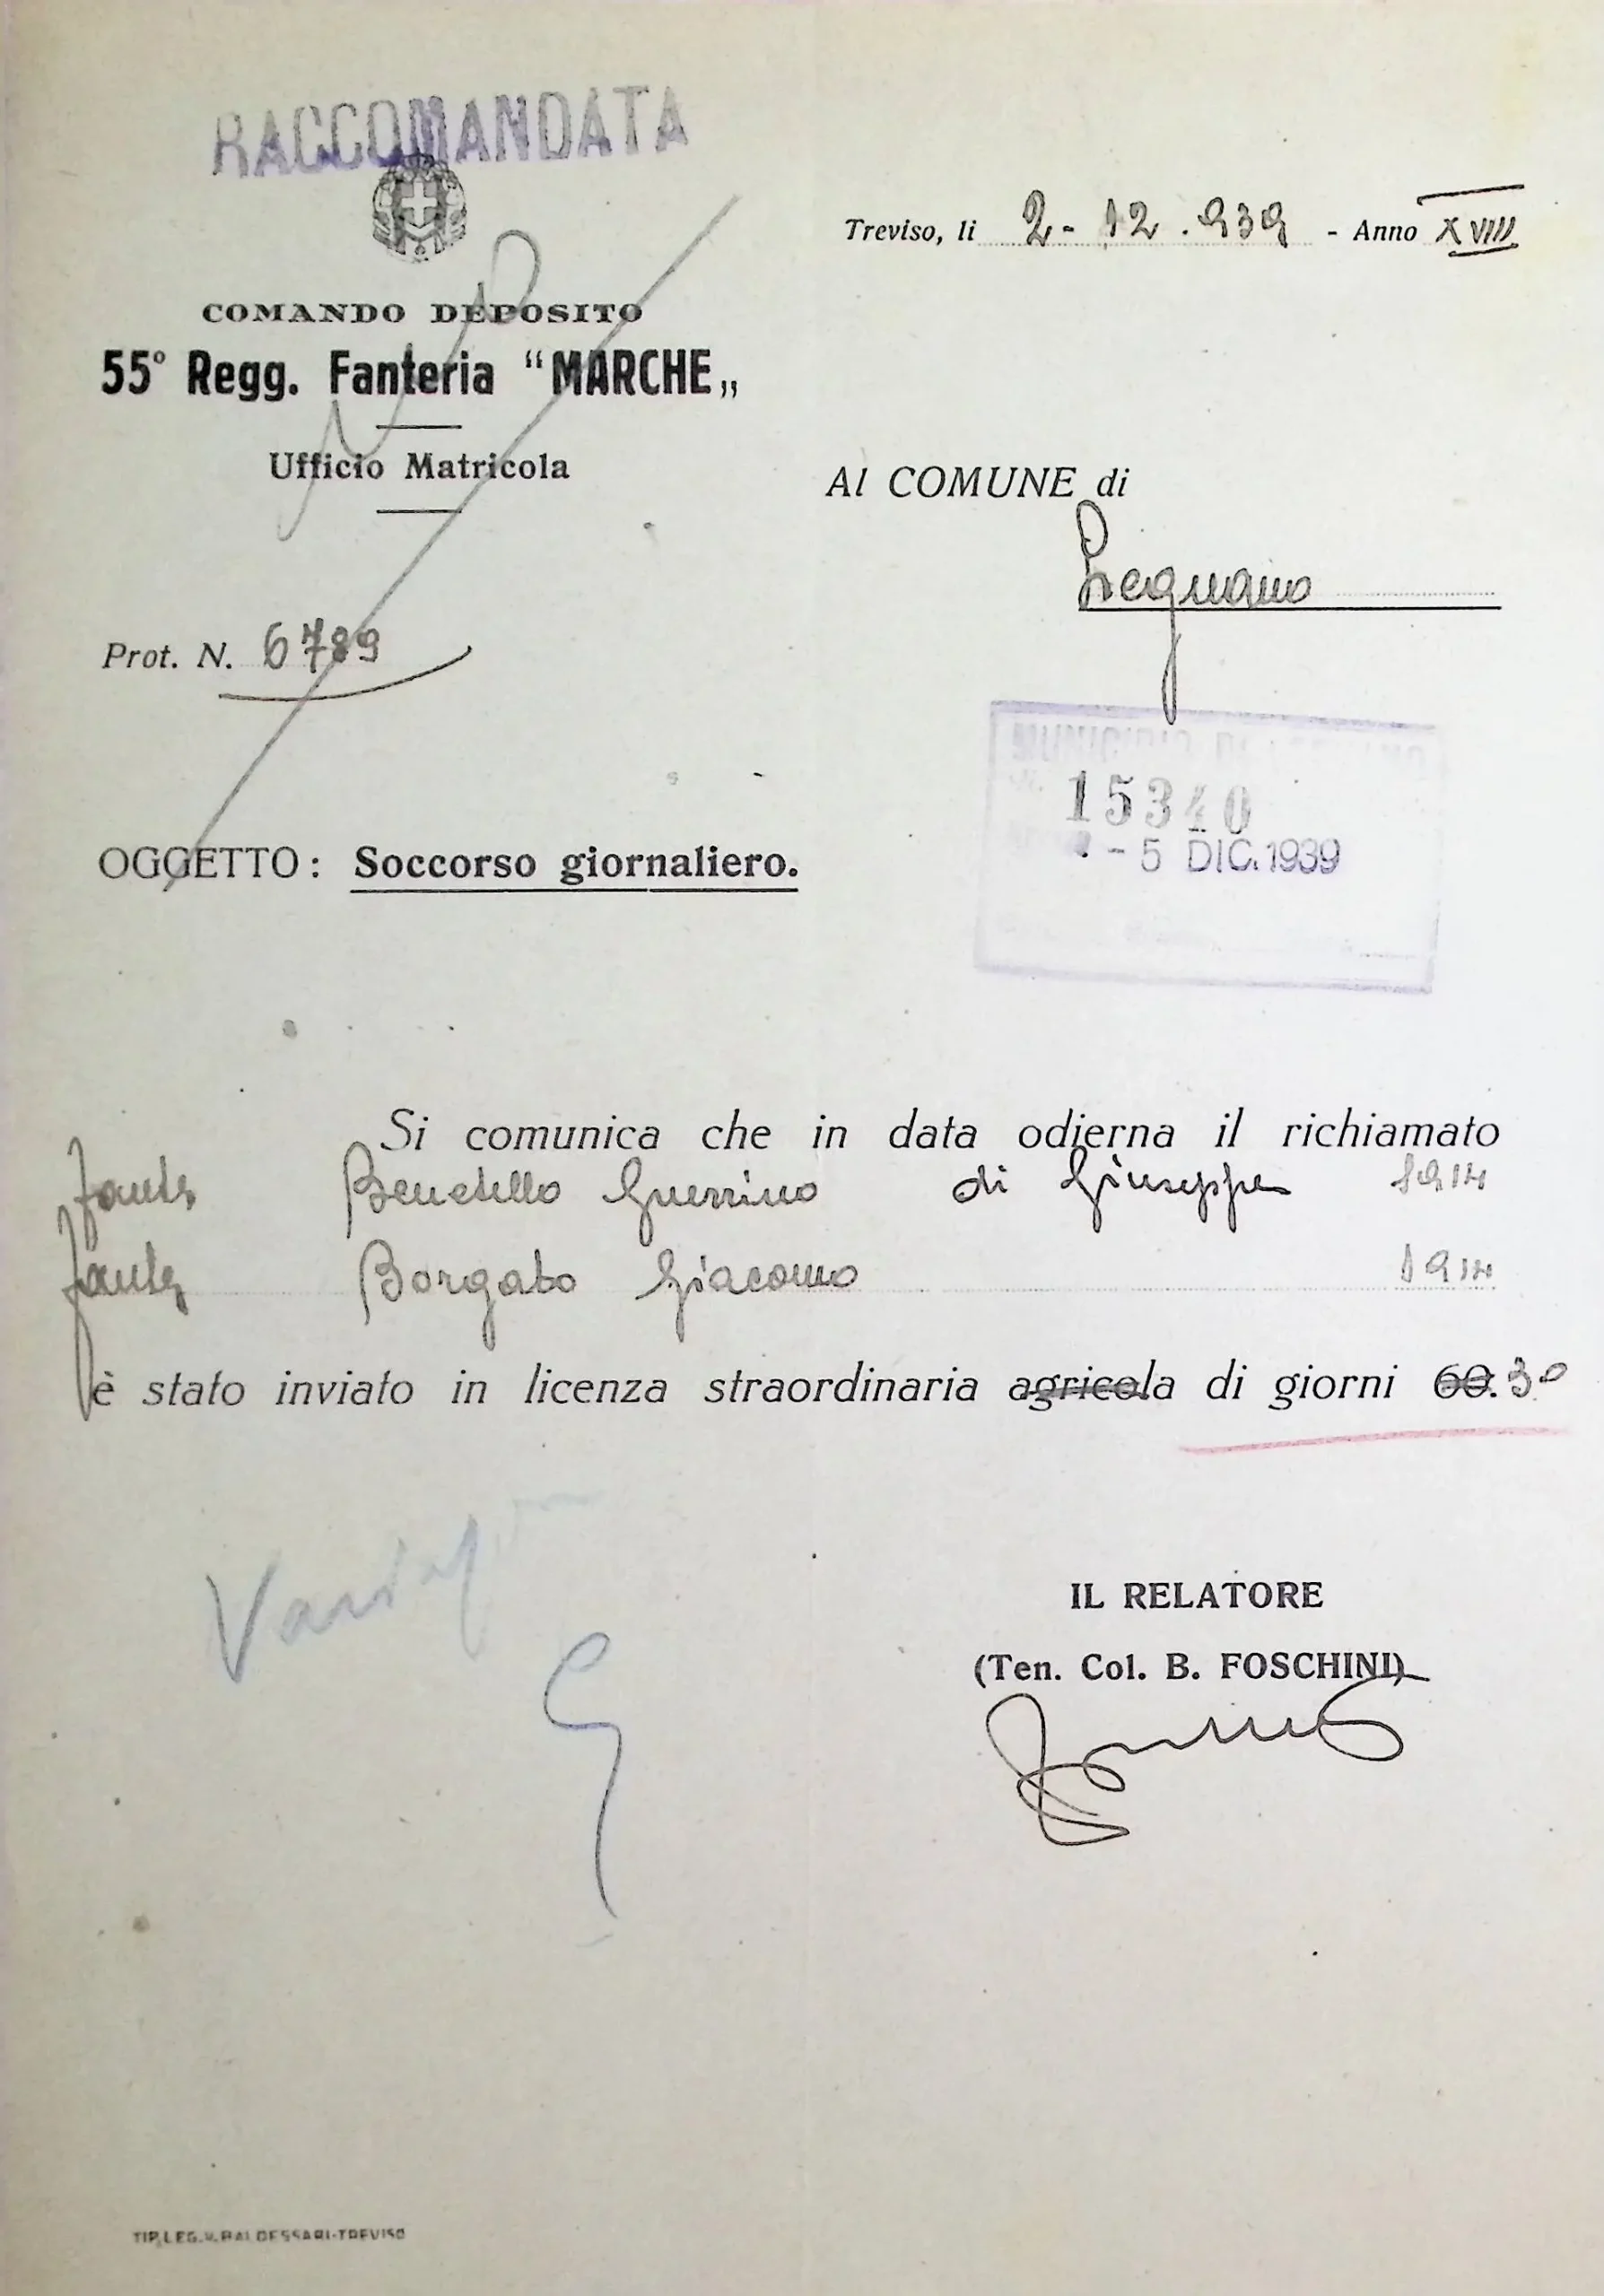 RACCOMANDATA
Treviso, li 2-12.939 - Anno XVIII
COMANDO DEPOSITO
55° Regg. Fanteria "MARCHE„
Ufficio Matricola
Al COMUNE di
Legnano
Prot. N. 6789
MUNICIPIO DI
15340
- 5 DIC. 1939
OGGETTO: Soccorso giornaliero.
Si comunica che in data odierna il richiamato
fante Benetello Guerrino di Giuseppe
fante Borgato Giacomo
è stato inviato in licenza straordinaria agricola di giorni 60. 30
IL RELATORE
(Ten. Col. B. FOSCHINI)
TIP. LEG. V. BALDESSARI-TREVISO